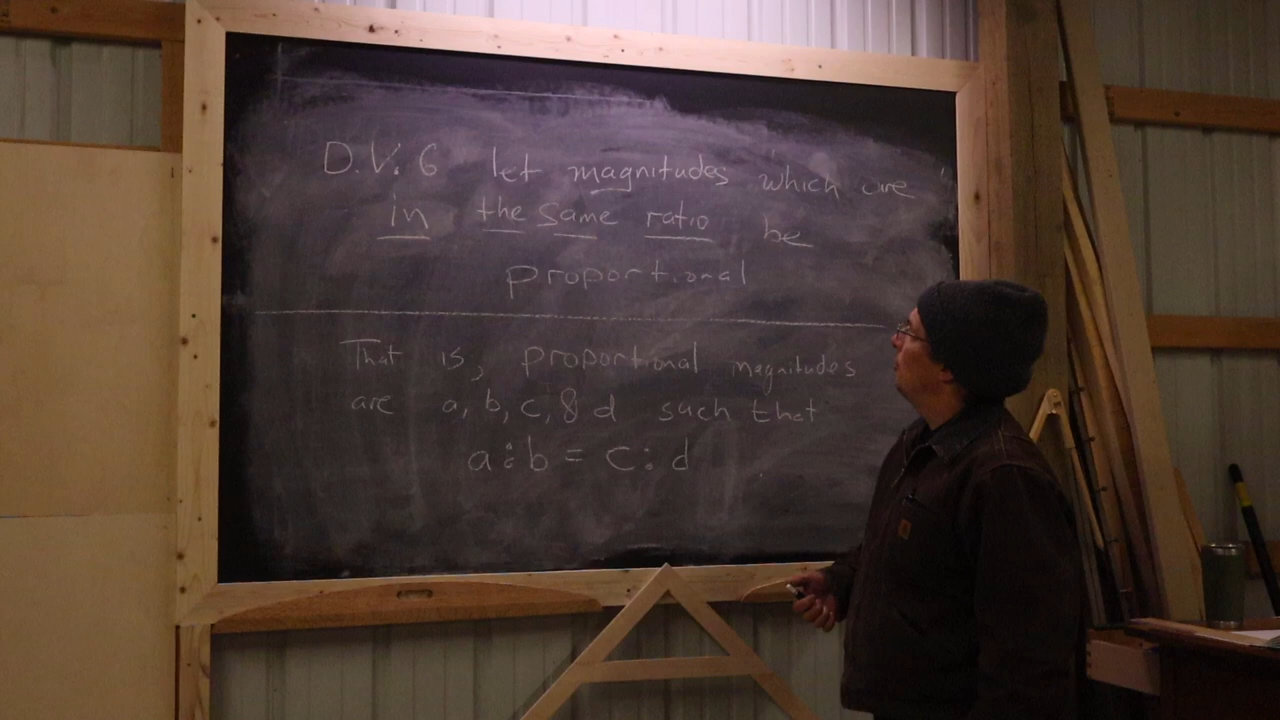 D.V.6 let magnitudes which are
in the same ratio be
proportional
That is, proportional magnitudes
are a, b, c, & d such that
a:b = c:d